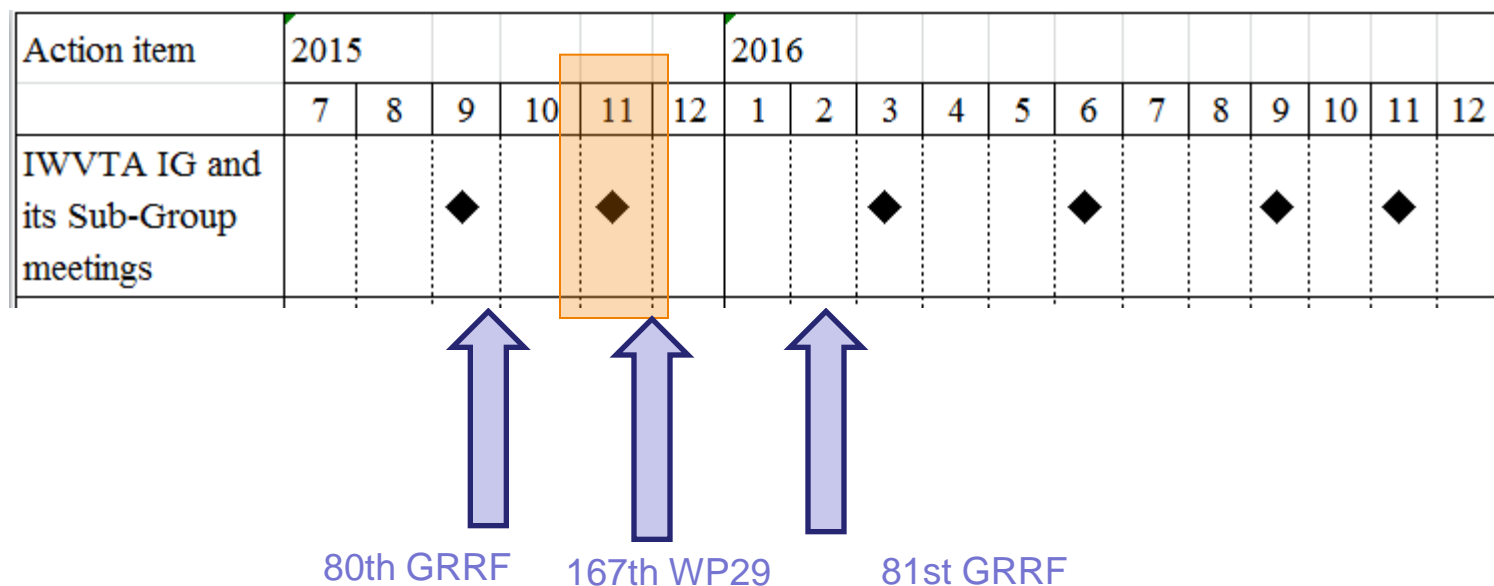 Action item 2015 2016
7 8 9 10 11 12 1 2 3 4 5 6 7 8 9 10 11 12
IWVTA IG and
its Sub-Group
meetings
80th GRRF 167th WP29 81st GRRF